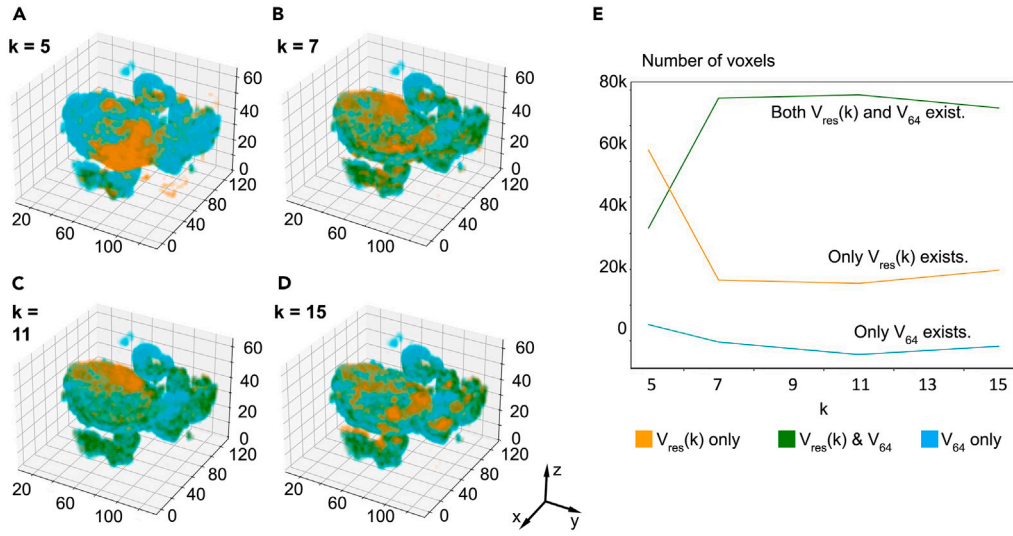 A
k = 5
60
40
20
0
120
80
40
0
20
60
100
B
k = 7
60
40
20
0
120
80
40
0
20
60
100
C
k =
11
60
40
20
0
120
80
40
0
20
60
100
D
k = 15
60
40
20
0
120
80
40
0
20
60
100
z
x
y
E
Number of voxels
80k
60k
40k
20k
0
Both Vres(k) and V64 exist.
Only Vres(k) exists.
Only V64 exists.
5 7 9 11 13 15
k
Vres(k) only Vres(k) & V64 V64 only